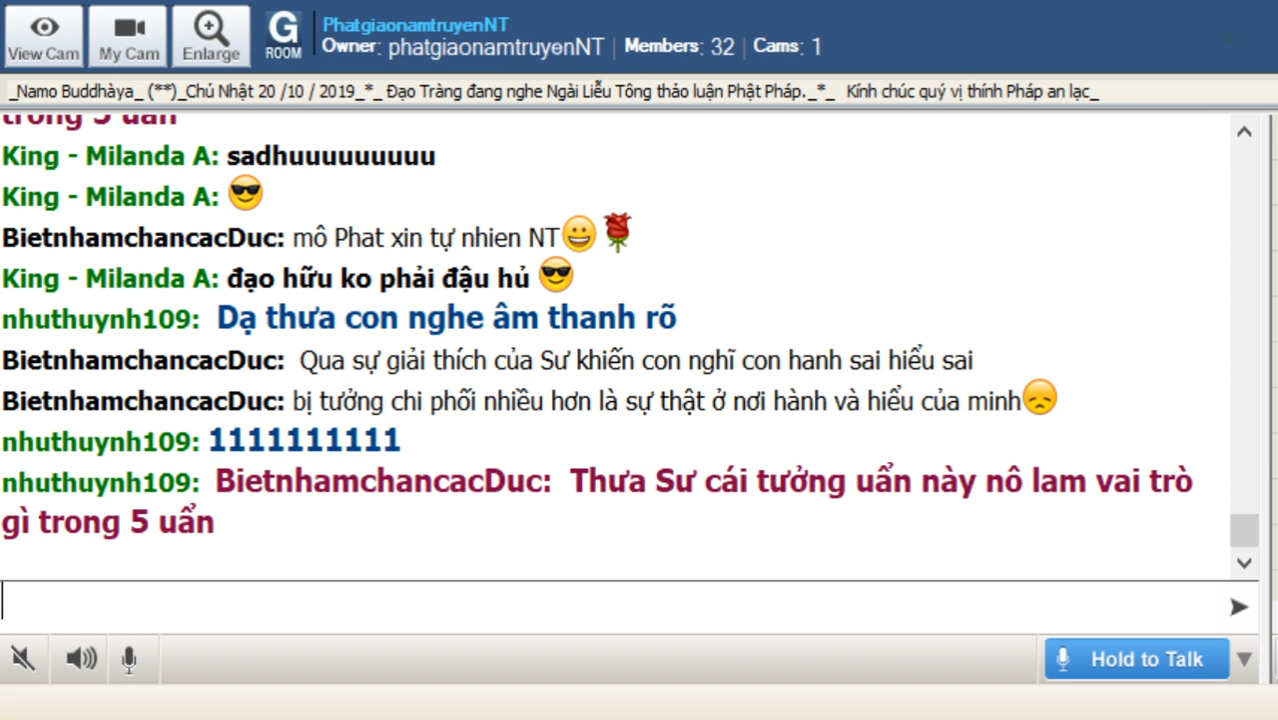 PhatgiaonamtruyenNT
View Cam
My Cam
Enlarge
G ROOM
Owner: phatgiaonamtruyenNT | Members: 32 | Cams: 1
_Namo Buddhàya_ (**)_Chủ Nhật 20 /10 / 2019_*_ Đạo Tràng đang nghe Ngài Liễu Tông thảo luận Phật Pháp._*_ Kính chúc quý vị thính Pháp an lạc_
trong 5 uẩn
King - Milanda A: sadhuuuuuuuuu
King - Milanda A: 😎
BietnhamchancacDuc: mô Phat xin tự nhien NT😀🌹
King - Milanda A: đạo hữu ko phải đậu hủ 😎
nhuthuynh109: Dạ thưa con nghe âm thanh rõ
BietnhamchancacDuc: Qua sự giải thích của Sư khiến con nghĩ con hanh sai hiểu sai
BietnhamchancacDuc: bị tưởng chi phối nhiều hơn là sự thật ở nơi hành và hiểu của minh😞
nhuthuynh109: 1111111111
nhuthuynh109: BietnhamchancacDuc: Thưa Sư cái tưởng uẩn này nô lam vai trò
gì trong 5 uẩn
Hold to Talk